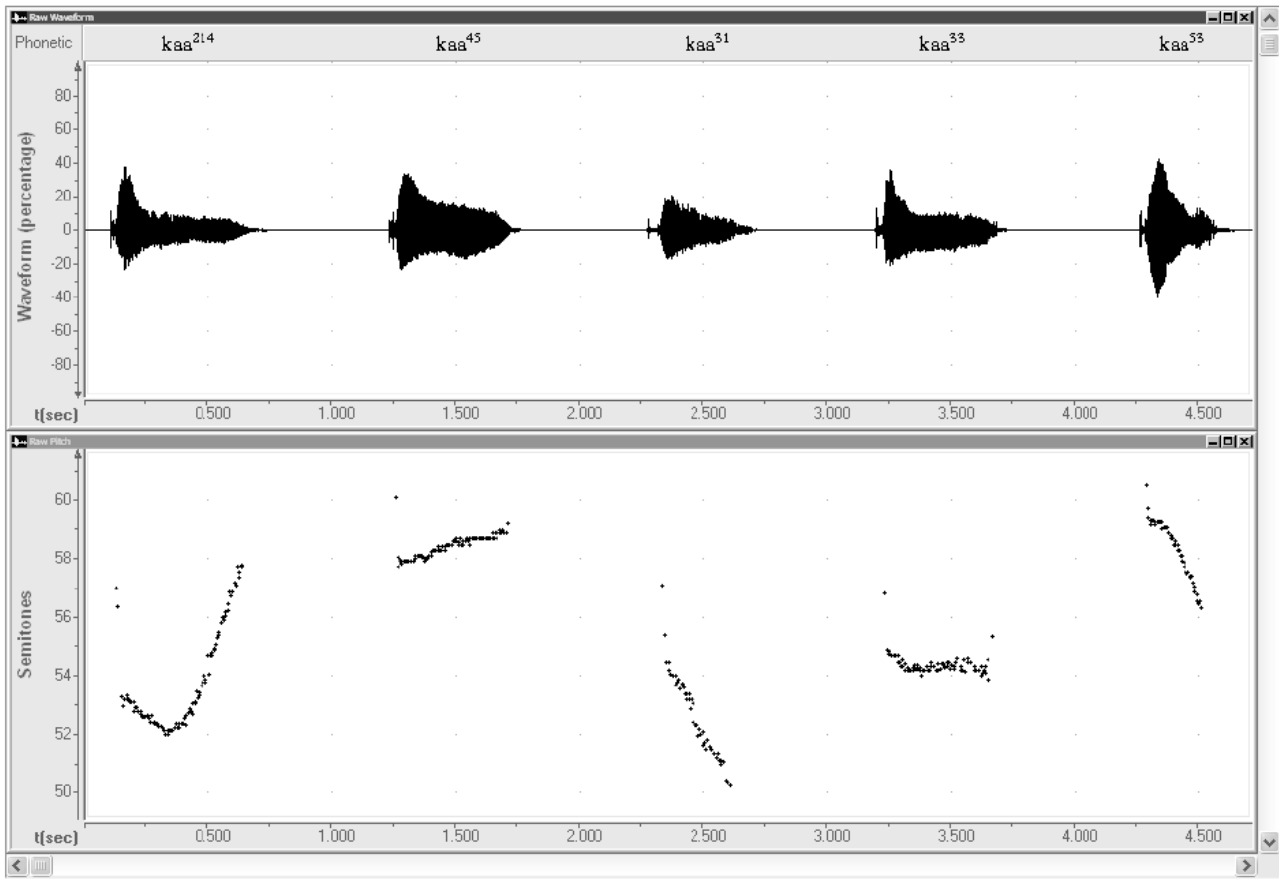 Raw Waveform
Phonetic kaa²¹⁴ kaa⁴⁵ kaa³¹ kaa³³ kaa⁵³
Waveform (percentage)
80
60
40
20
0
-20
-40
-60
-80
t(sec) 0.500 1.000 1.500 2.000 2.500 3.000 3.500 4.000 4.500
Raw Pitch
Semitones
60
58
56
54
52
50
t(sec) 0.500 1.000 1.500 2.000 2.500 3.000 3.500 4.000 4.500